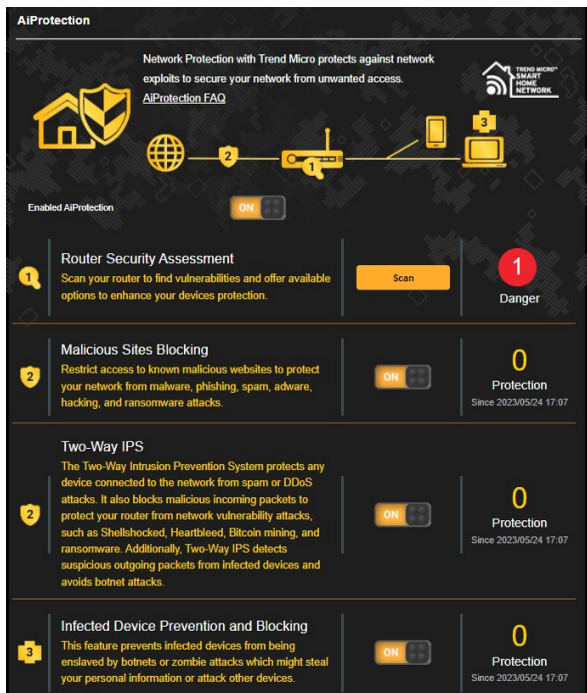 AiProtection
Network Protection with Trend Micro protects against network
exploits to secure your network from unwanted access.
AiProtection FAQ
TREND MICRO™
SMART
HOME
NETWORK
3
2
1
Enabled AiProtection
ON
1
Router Security Assessment
Scan your router to find vulnerabilities and offer available
options to enhance your devices protection.
Scan
1
Danger
2
Malicious Sites Blocking
Restrict access to known malicious websites to protect
your network from malware, phishing, spam, adware,
hacking, and ransomware attacks.
ON
0
Protection
Since 2023/05/24 17:07
2
Two-Way IPS
The Two-Way Intrusion Prevention System protects any
device connected to the network from spam or DDoS
attacks. It also blocks malicious incoming packets to
protect your router from network vulnerability attacks,
such as Shellshocked, Heartbleed, Bitcoin mining, and
ransomware. Additionally, Two-Way IPS detects
suspicious outgoing packets from infected devices and
avoids botnet attacks.
ON
0
Protection
Since 2023/05/24 17:07
3
Infected Device Prevention and Blocking
This feature prevents infected devices from being
enslaved by botnets or zombie attacks which might steal
your personal information or attack other devices.
ON
0
Protection
Since 2023/05/24 17:07